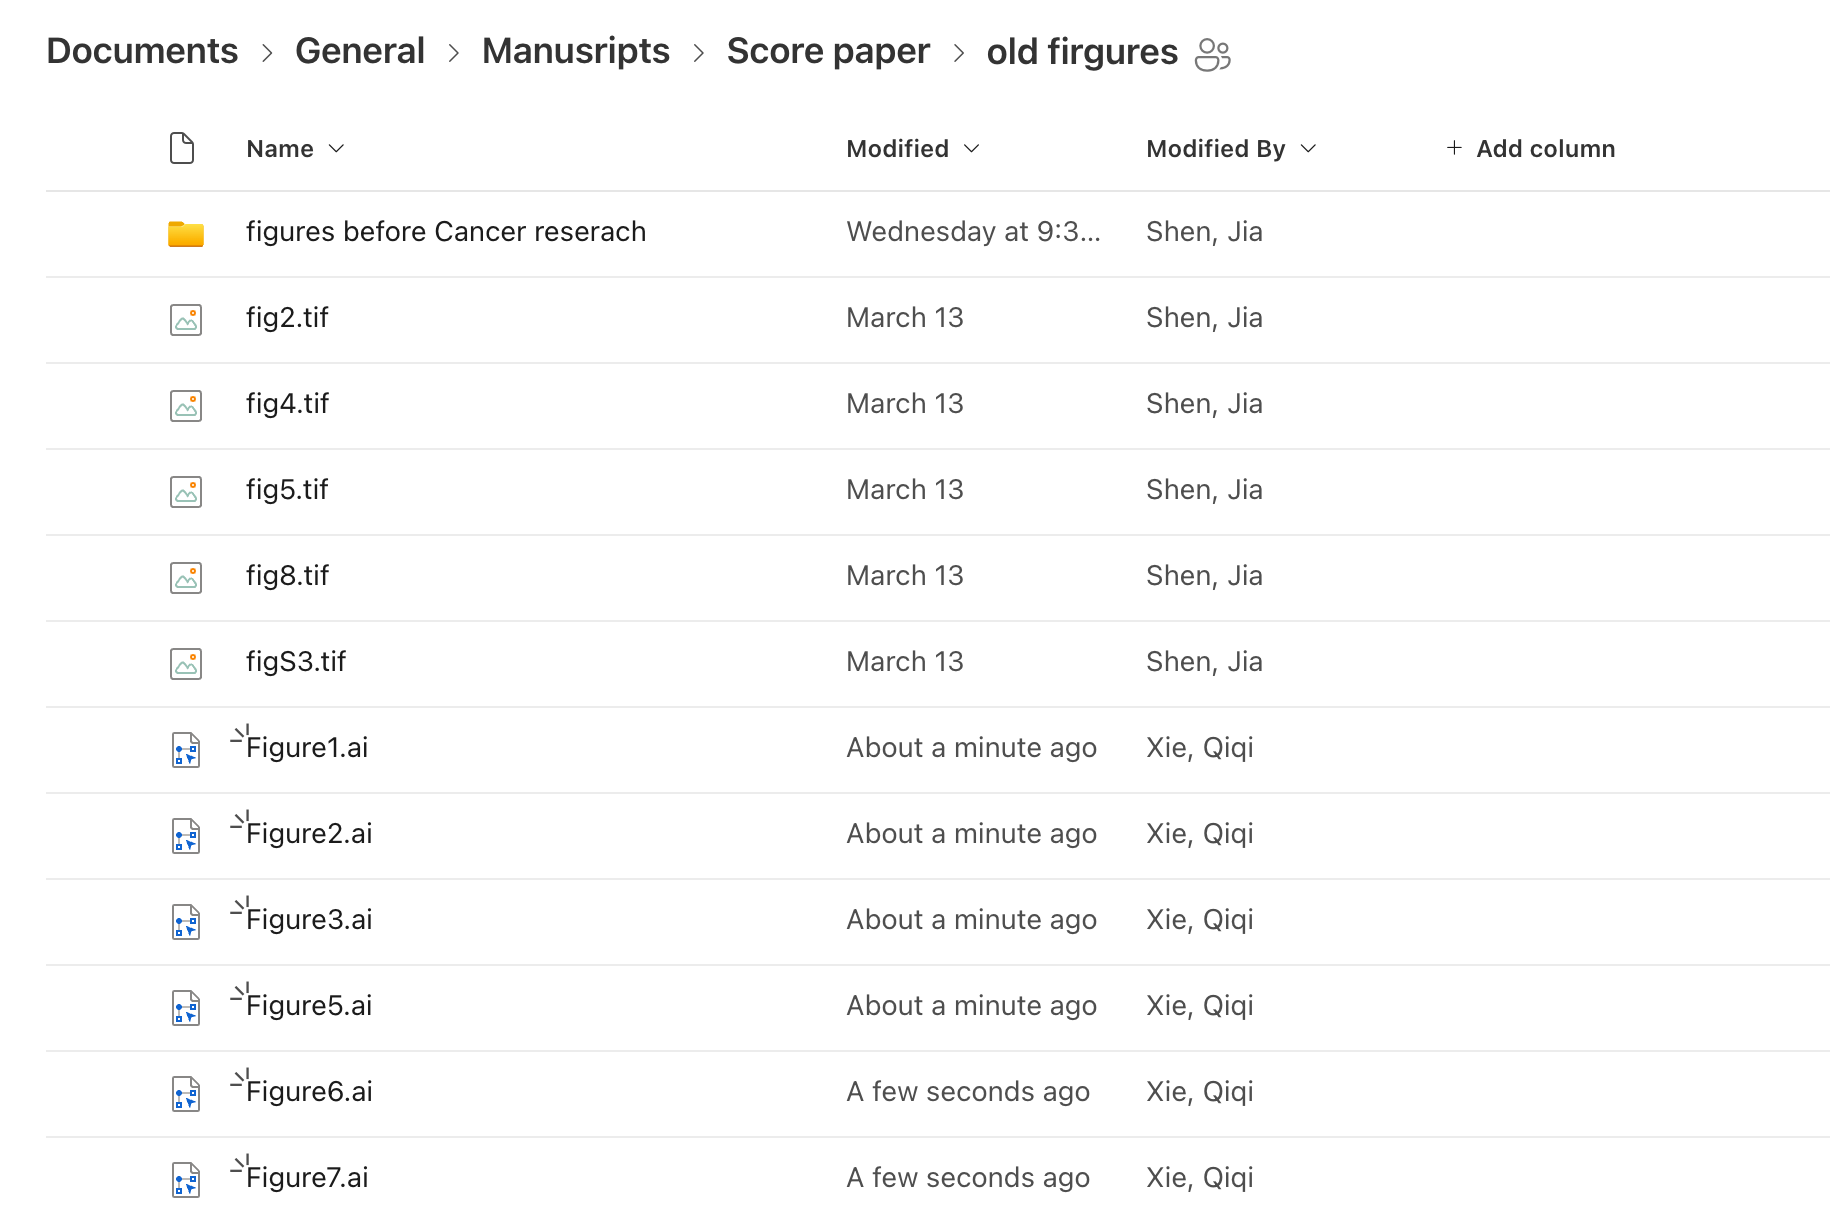 Documents > General > Manusripts > Score paper > old firgures
Name Modified Modified By + Add column
figures before Cancer reserach Wednesday at 9:3... Shen, Jia
fig2.tif March 13 Shen, Jia
fig4.tif March 13 Shen, Jia
fig5.tif March 13 Shen, Jia
fig8.tif March 13 Shen, Jia
figS3.tif March 13 Shen, Jia
Figure1.ai About a minute ago Xie, Qiqi
Figure2.ai About a minute ago Xie, Qiqi
Figure3.ai About a minute ago Xie, Qiqi
Figure5.ai About a minute ago Xie, Qiqi
Figure6.ai A few seconds ago Xie, Qiqi
Figure7.ai A few seconds ago Xie, Qiqi